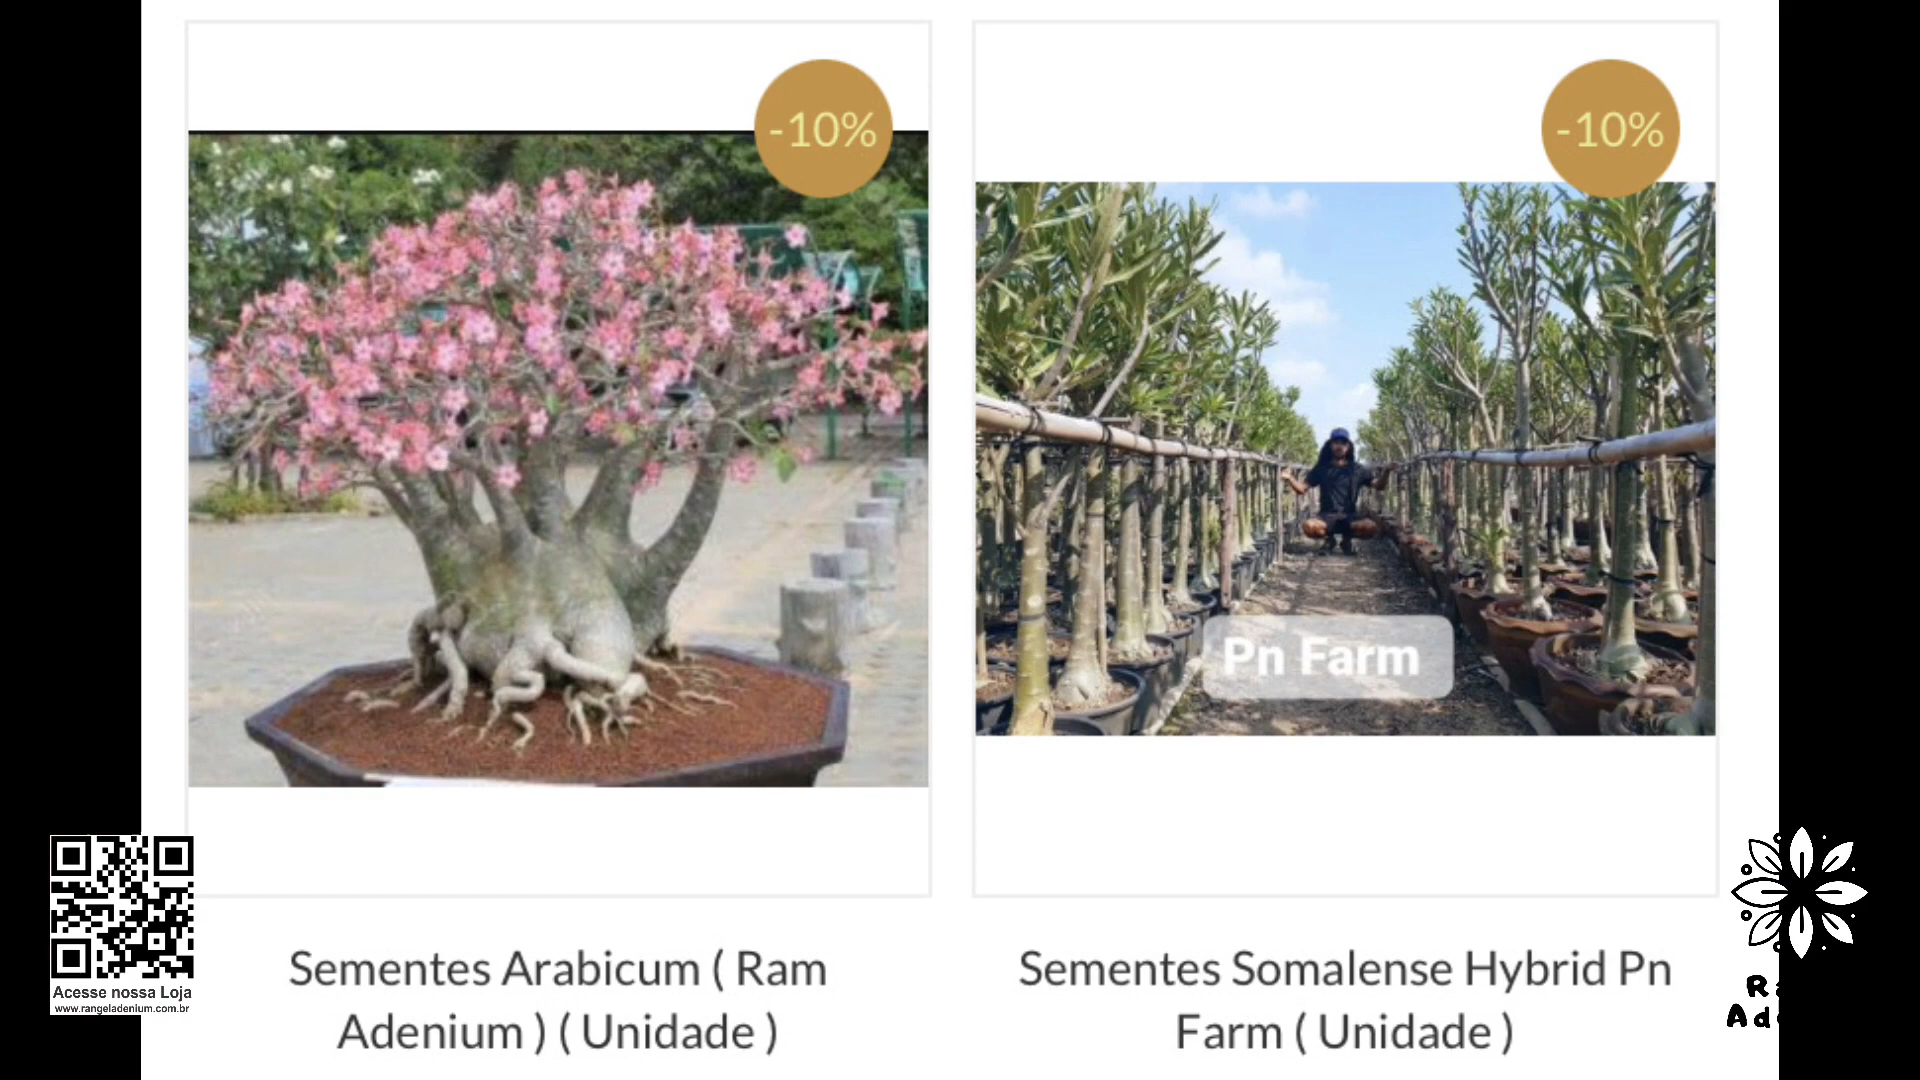 -10%
-10%
Pn Farm
Acesse nossa Loja
www.rangeladenium.com.br
Sementes Arabicum ( Ram
Adenium ) ( Unidade )
Sementes Somalense Hybrid Pn
Farm ( Unidade )